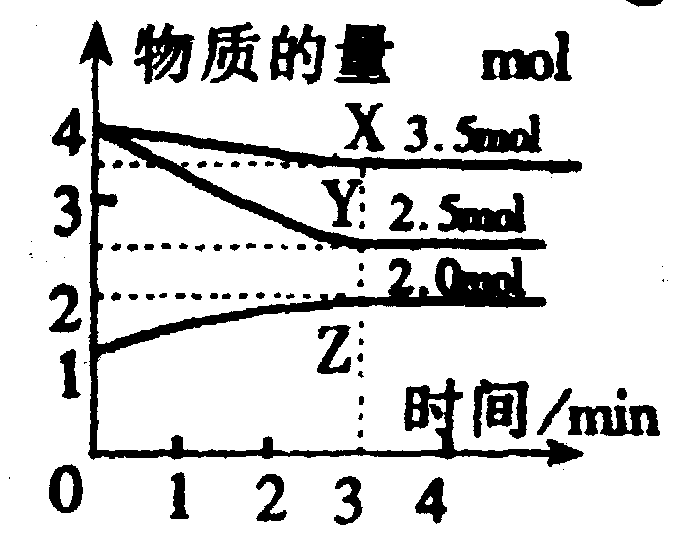 物质的量 mol
4
X 3.5mol
3
Y 2.5mol
2.0mol
2
1
Z
时间/min
0 1 2 3 4